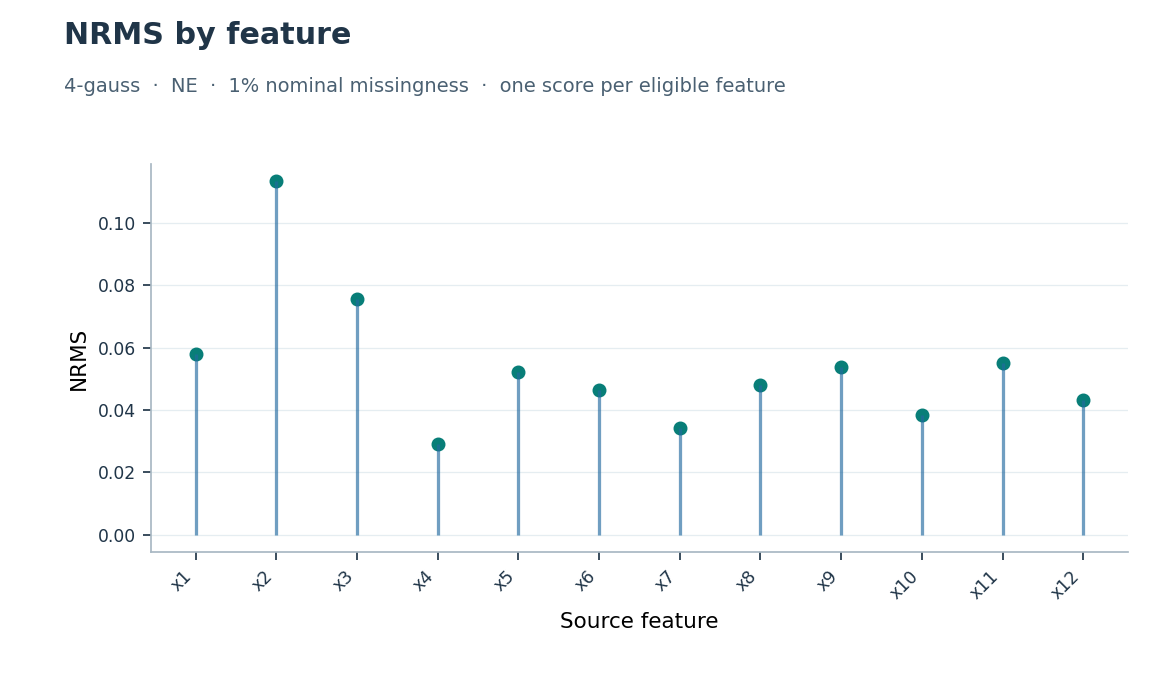 NRMS by feature
4-gauss · NE · 1% nominal missingness · one score per eligible feature
NRMS
0.10
0.08
0.06
0.04
0.02
0.00
x1 x2 x3 x4 x5 x6 x7 x8 x9 x10 x11 x12
Source feature